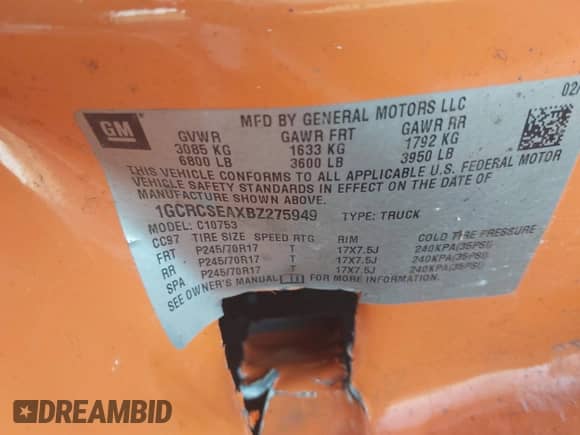 GM
MFD BY GENERAL MOTORS LLC
02/
GVWR GAWR FRT GAWR RR
3085 KG 1633 KG 1792 KG
6800 LB 3600 LB 3950 LB
THIS VEHICLE CONFORMS TO ALL APPLICABLE U.S. FEDERAL MOTOR
VEHICLE SAFETY STANDARDS IN EFFECT ON THE DATE OF
MANUFACTURE SHOWN ABOVE.
1GCRCSEAXBZ275949 TYPE: TRUCK
MODEL: C10753
CC97 TIRE SIZE SPEED RTG RIM COLD TIRE PRESSURE
FRT P245/70R17 T 17X7.5J 240KPA(35PSI)
RR P245/70R17 T 17X7.5J 240KPA(35PSI)
SPA P245/70R17 T 17X7.5J 240KPA(35PSI)
SEE OWNER'S MANUAL FOR MORE INFORMATION.
DREAMBID